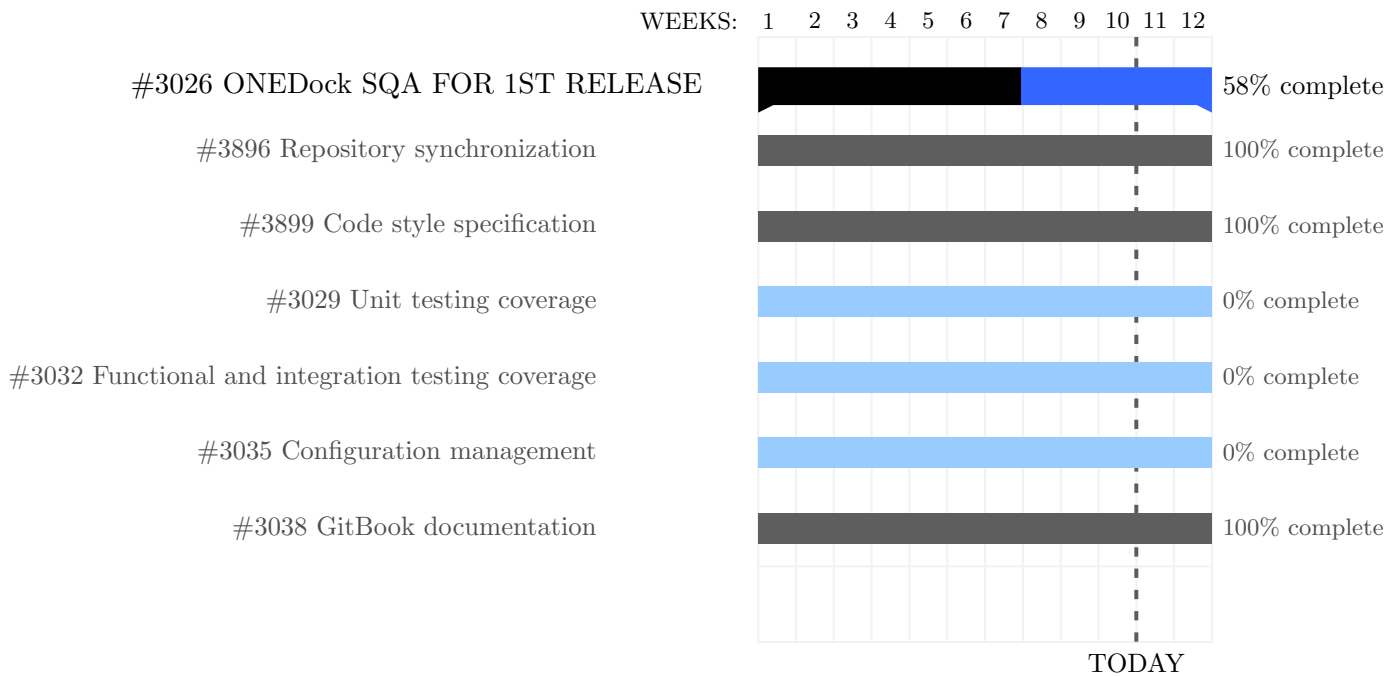 WEEKS: 1 2 3 4 5 6 7 8 9 10 11 12
#3026 ONEDock SQA FOR 1ST RELEASE 58% complete
#3896 Repository synchronization 100% complete
#3899 Code style specification 100% complete
#3029 Unit testing coverage 0% complete
#3032 Functional and integration testing coverage 0% complete
#3035 Configuration management 0% complete
#3038 GitBook documentation 100% complete
TODAY